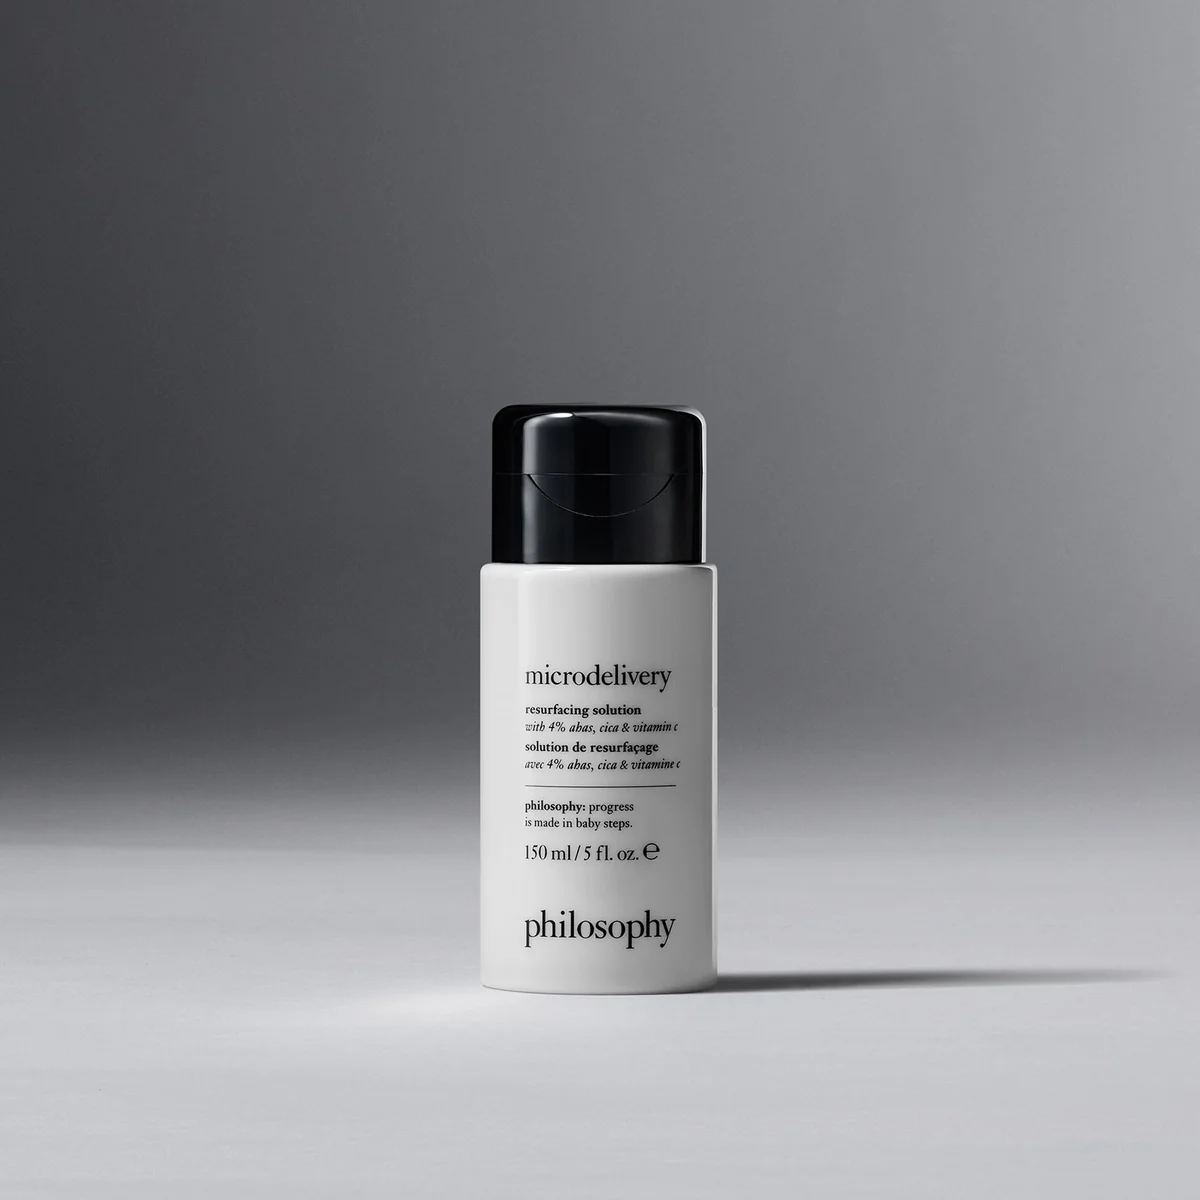 microdelivery
resurfacing solution
with 4% ahas, cica & vitamin c
solution de resurfaçage
avec 4% ahas, cica & vitamine c
philosophy: progress
is made in baby steps.
150 ml/5 fl. oz. ℮
philosophy